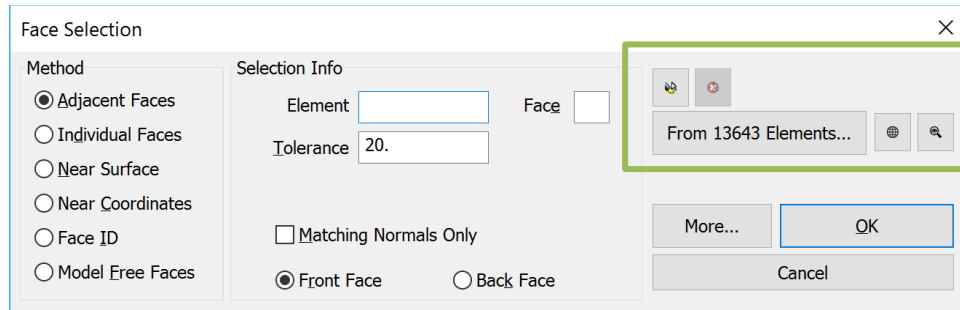 Face Selection
Method
Adjacent Faces
Individual Faces
Near Surface
Near Coordinates
Face ID
Model Free Faces
Selection Info
Element
Face
Tolerance 20.
Matching Normals Only
Front Face
Back Face
From 13643 Elements...
More...
OK
Cancel